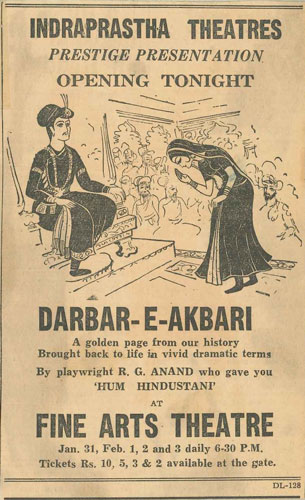 INDRAPRASTHA THEATRES
PRESTIGE PRESENTATION
OPENING TONIGHT
DARBAR-E-AKBARI
A golden page from our history
Brought back to life in vivid dramatic terms
By playwright R. G. ANAND who gave you
'HUM HINDUSTANI'
AT
FINE ARTS THEATRE
Jan. 31, Feb. 1, 2 and 3 daily 6-30 P.M.
Tickets Rs. 10, 5, 3 & 2 available at the gate.
DL-128